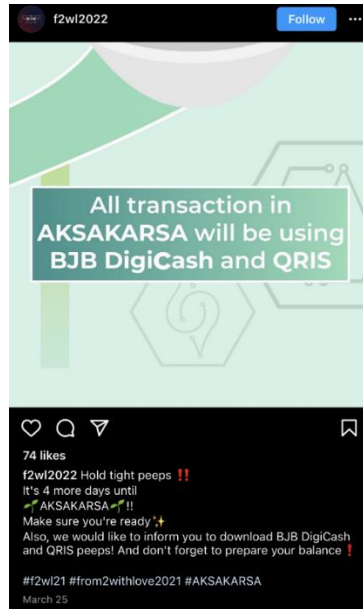 f2wl2022
Follow
All transaction in
AKSAKARSA will be using
BJB DigiCash and QRIS
74 likes
f2wl2022 Hold tight peeps ‼️
It's 4 more days until
🌱AKSAKARSA🌱!!
Make sure you're ready✨
Also, we would like to inform you to download BJB DigiCash
and QRIS peeps! And don't forget to prepare your balance❗
#f2wl21 #from2withlove2021 #AKSAKARSA
March 25